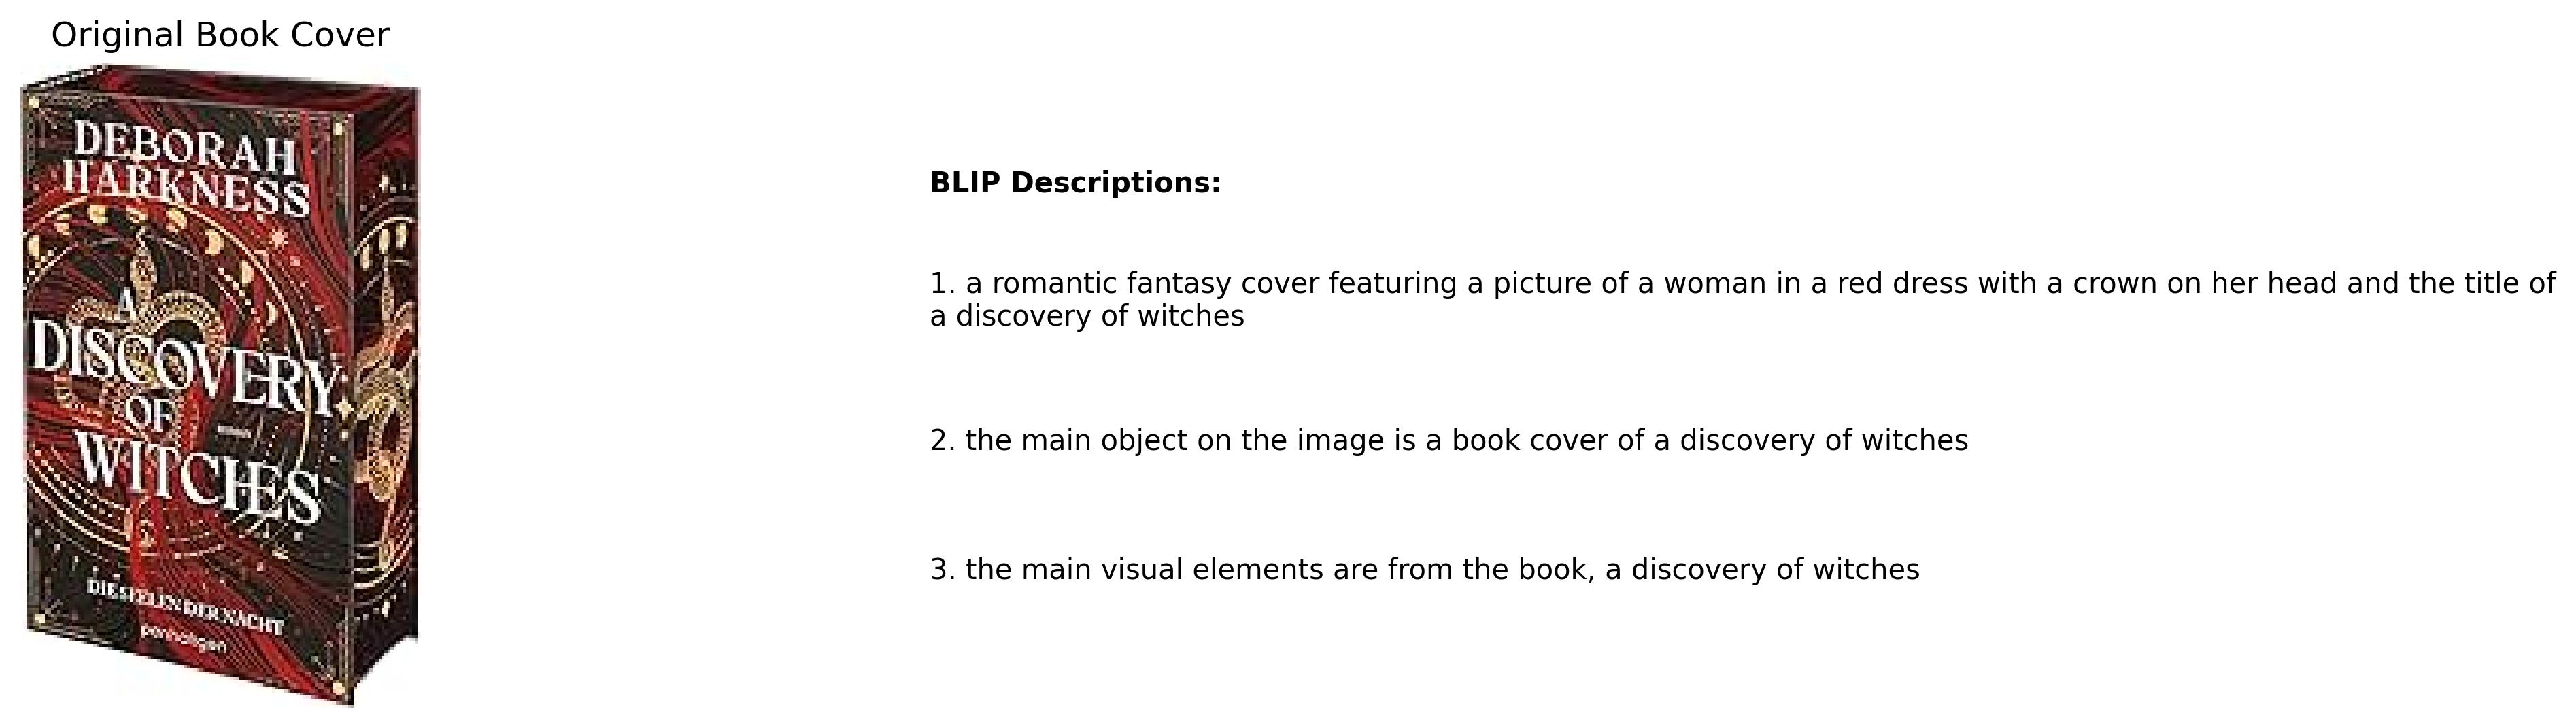 Original Book Cover
DEBORAH
HARKNESS
A
DISCOVERY
OF
WITCHES
ROMAN
DIE SEELEN DER NACHT
penhaligon
BLIP Descriptions:
1. a romantic fantasy cover featuring a picture of a woman in a red dress with a crown on her head and the title of
a discovery of witches
2. the main object on the image is a book cover of a discovery of witches
3. the main visual elements are from the book, a discovery of witches